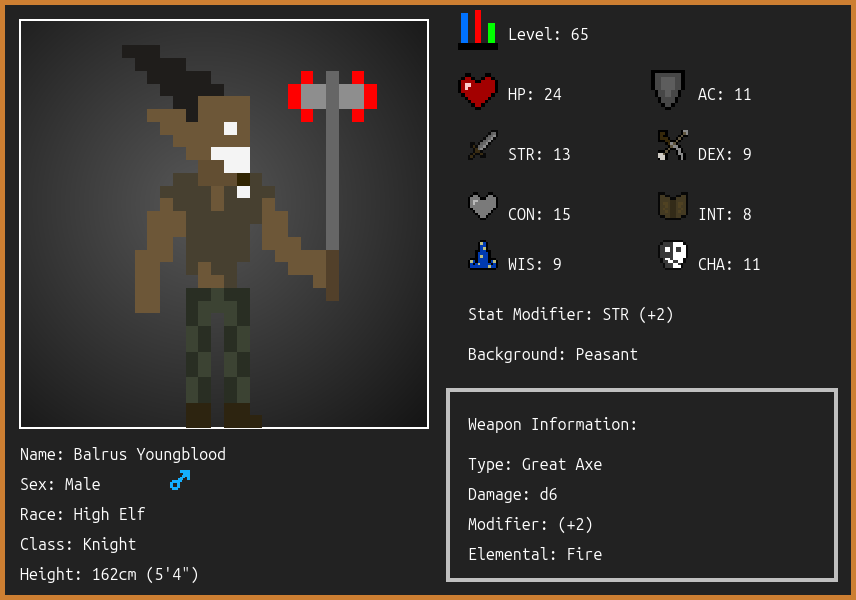 Level: 65
HP: 24
AC: 11
STR: 13
DEX: 9
CON: 15
INT: 8
WIS: 9
CHA: 11
Stat Modifier: STR (+2)
Background: Peasant
Name: Balrus Youngblood
Sex: Male
Race: High Elf
Class: Knight
Height: 162cm (5'4")
Weapon Information:
Type: Great Axe
Damage: d6
Modifier: (+2)
Elemental: Fire